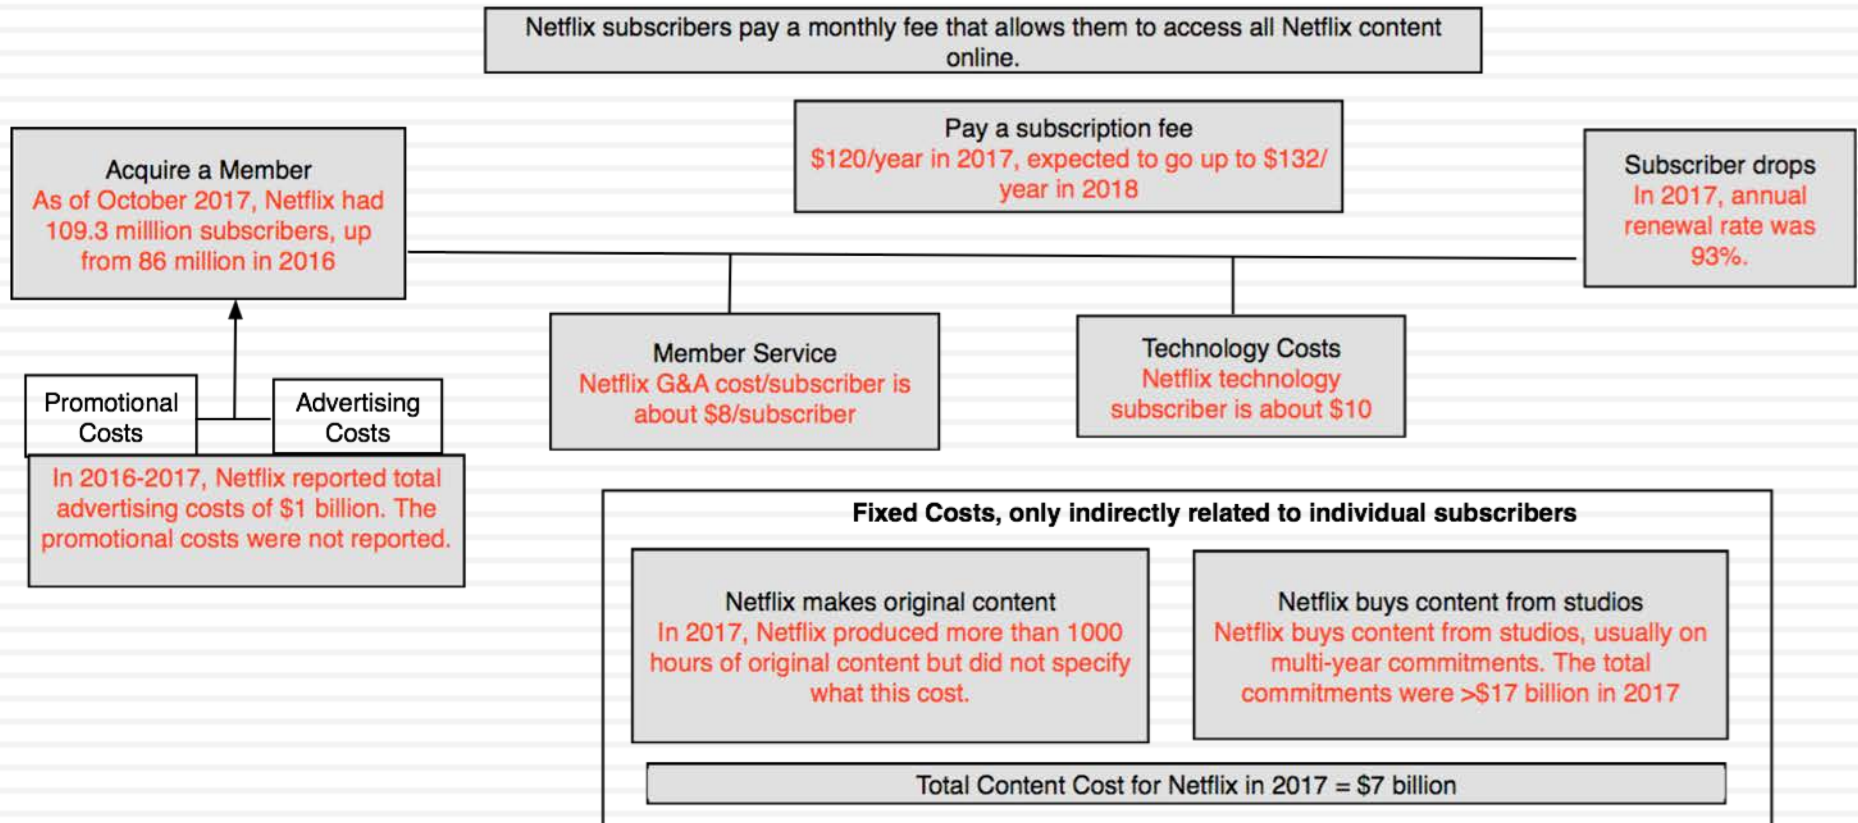 Netflix subscribers pay a monthly fee that allows them to access all Netflix content
online.
Pay a subscription fee
$120/year in 2017, expected to go up to $132/
year in 2018
Acquire a Member
As of October 2017, Netflix had
109.3 milllion subscribers, up
from 86 million in 2016
Subscriber drops
In 2017, annual
renewal rate was
93%.
Member Service
Netflix G&A cost/subscriber is
about $8/subscriber
Technology Costs
Netflix technology
subscriber is about $10
Promotional
Costs
Advertising
Costs
In 2016-2017, Netflix reported total
advertising costs of $1 billion. The
promotional costs were not reported.
Fixed Costs, only indirectly related to individual subscribers
Netflix makes original content
In 2017, Netflix produced more than 1000
hours of original content but did not specify
what this cost.
Netflix buys content from studios
Netflix buys content from studios, usually on
multi-year commitments. The total
commitments were >$17 billion in 2017
Total Content Cost for Netflix in 2017 = $7 billion